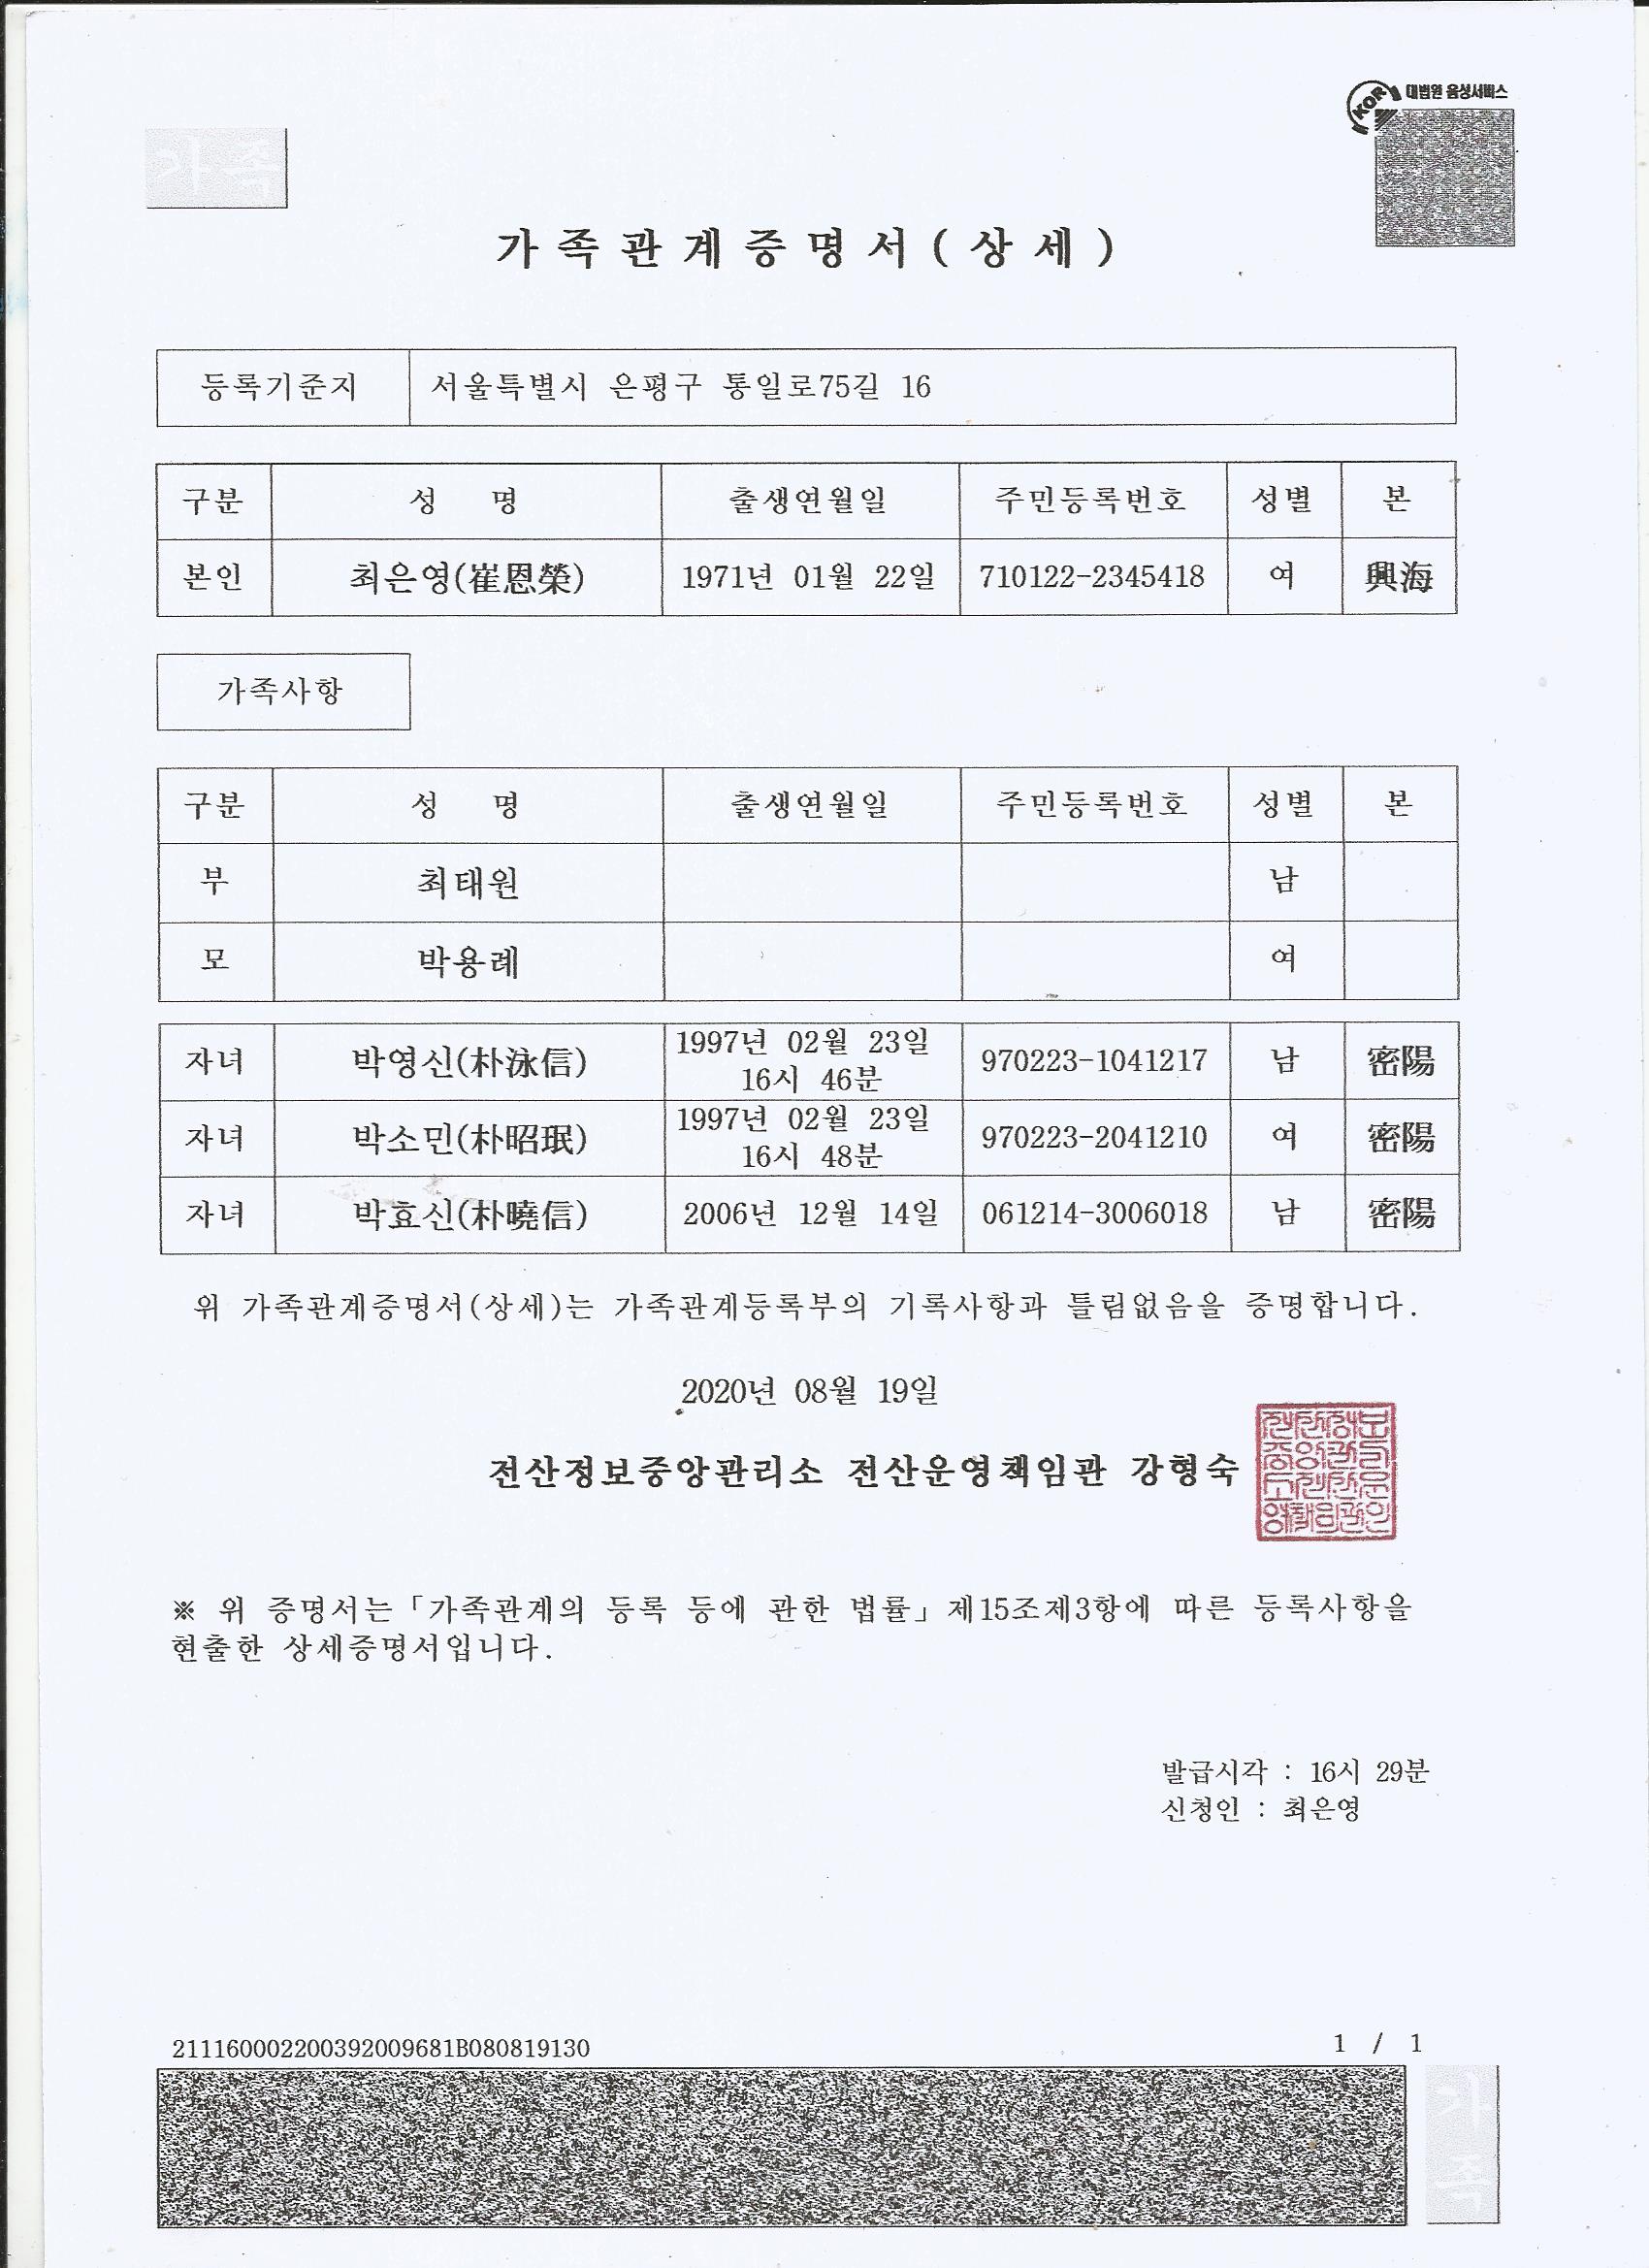 가족
KOR 대법원 음성서비스
가족관계증명서(상세)
등록기준지 서울특별시 은평구 통일로75길 16
구분 성 명 출생연월일 주민등록번호 성별 본
본인 최은영(崔恩榮) 1971년 01월 22일 710122-2345418 여 興海
가족사항
구분 성 명 출생연월일 주민등록번호 성별 본
부 최태원 남
모 박용례 여
자녀 박영신(朴泳信) 1997년 02월 23일 16시 46분 970223-1041217 남 密陽
자녀 박소민(朴昭珉) 1997년 02월 23일 16시 48분 970223-2041210 여 密陽
자녀 박효신(朴曉信) 2006년 12월 14일 061214-3006018 남 密陽
위 가족관계증명서(상세)는 가족관계등록부의 기록사항과 틀림없음을 증명합니다.
2020년 08월 19일
전산정보중앙관리소 전산운영책임관 강형숙
※ 위 증명서는「가족관계의 등록 등에 관한 법률」제15조제3항에 따른 등록사항을
현출한 상세증명서입니다.
발급시각 : 16시 29분
신청인 : 최은영
211160002200392009681B080819130
1 / 1
가족